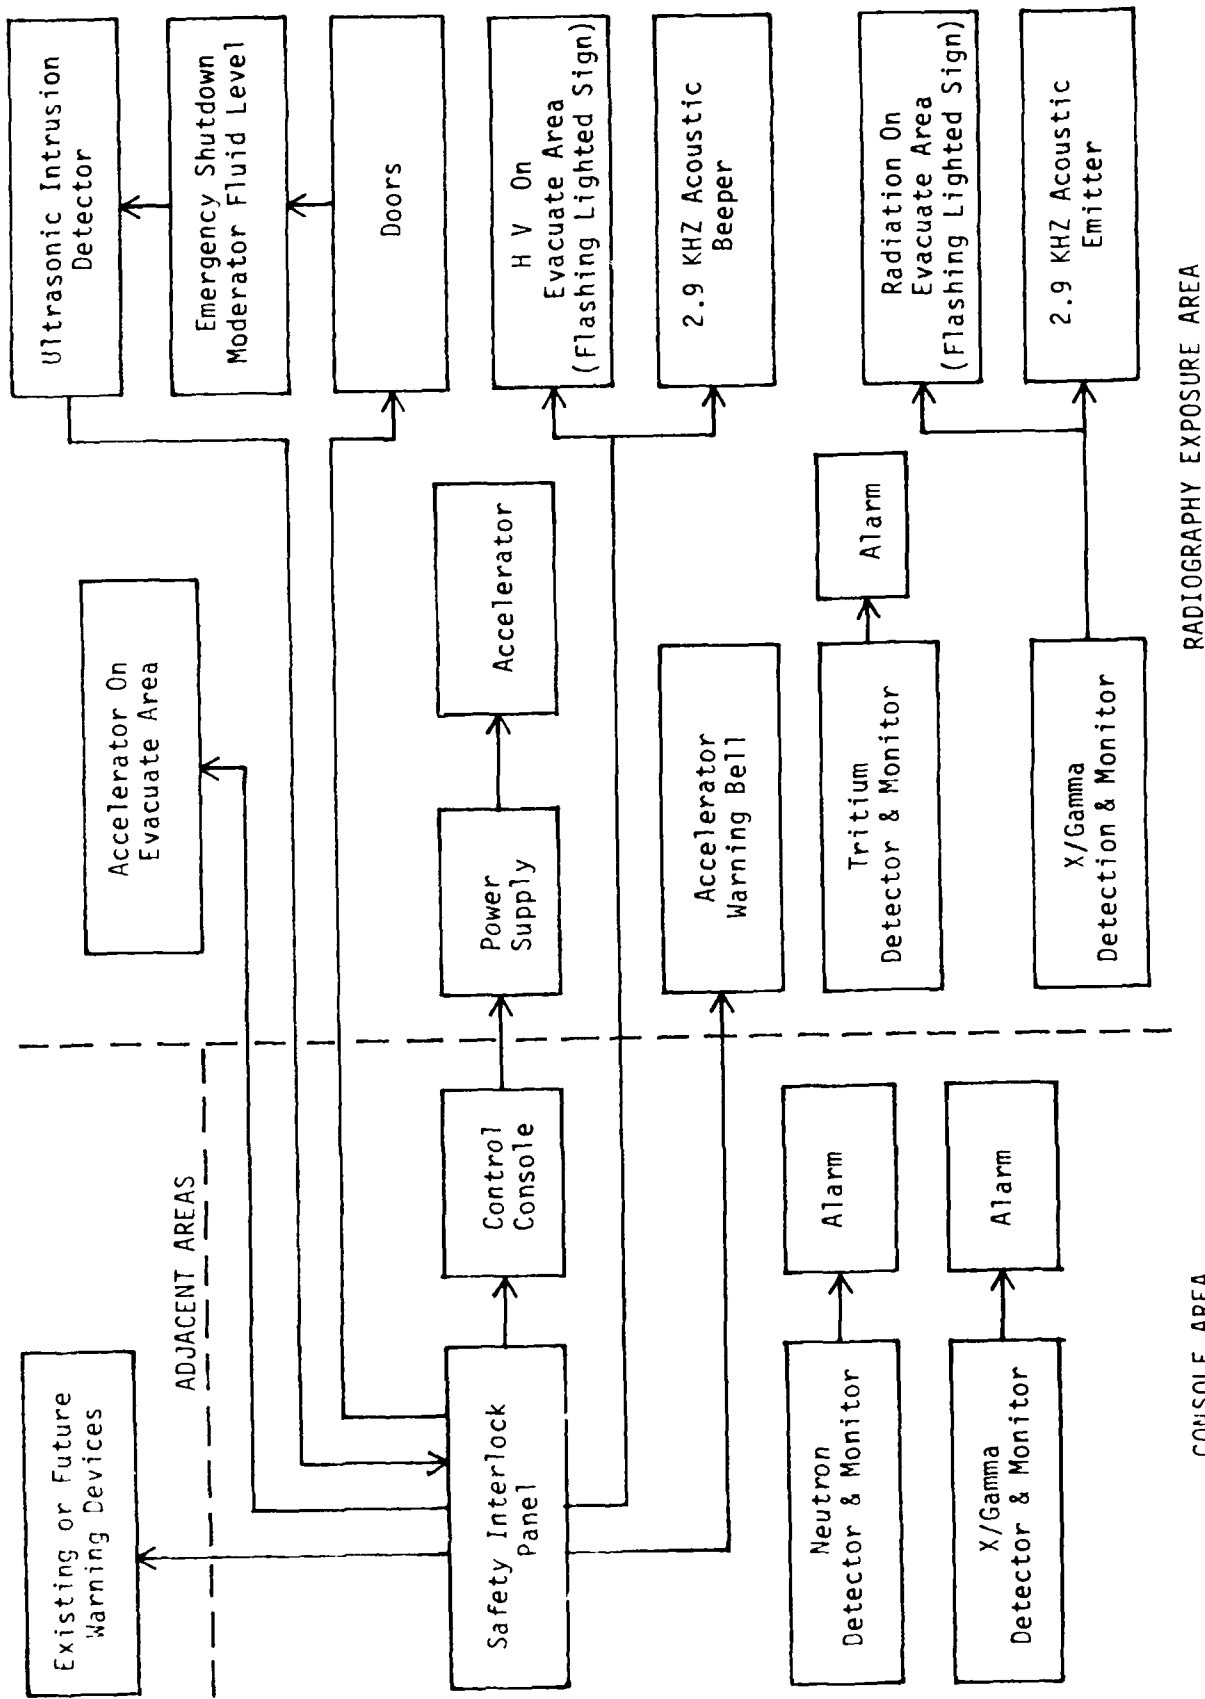 Existing or Future
Warning Devices
ADJACENT AREAS
Accelerator On
Evacuate Area
Ultrasonic Intrusion
Detector
Emergency Shutdown
Moderator Fluid Level
Doors
Safety Interlock
Panel
Control
Console
Power
Supply
Accelerator
H V On
Evacuate Area
(Flashing Lighted Sign)
2.9 KHZ Acoustic
Beeper
Accelerator
Warning Bell
Neutron
Detector & Monitor
Alarm
Tritium
Detector & Monitor
Alarm
Radiation On
Evacuate Area
(Flashing Lighted Sign)
X/Gamma
Detector & Monitor
Alarm
X/Gamma
Detection & Monitor
2.9 KHZ Acoustic
Emitter
CONSOLE AREA
RADIOGRAPHY EXPOSURE AREA